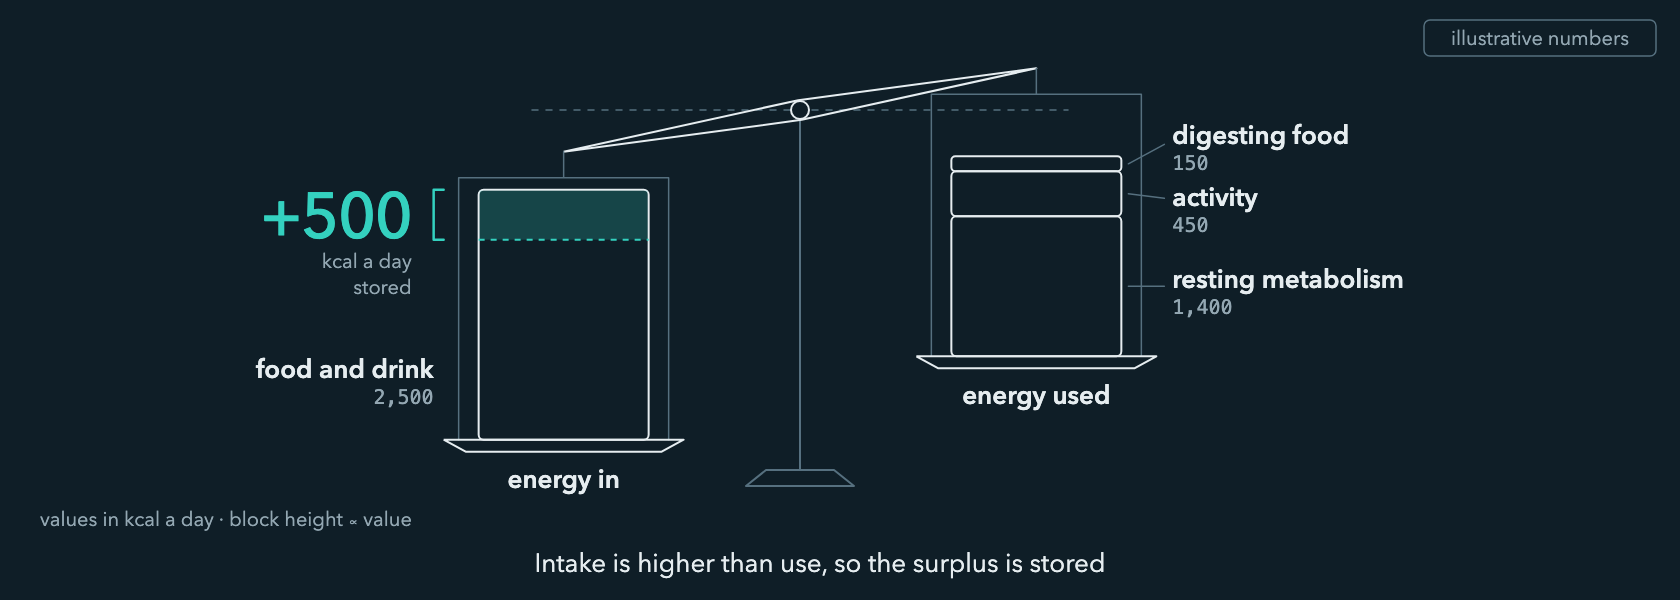 illustrative numbers
+500
kcal a day
stored
food and drink
2,500
energy in
digesting food
150
activity
450
resting metabolism
1,400
energy used
values in kcal a day · block height ∝ value
Intake is higher than use, so the surplus is stored